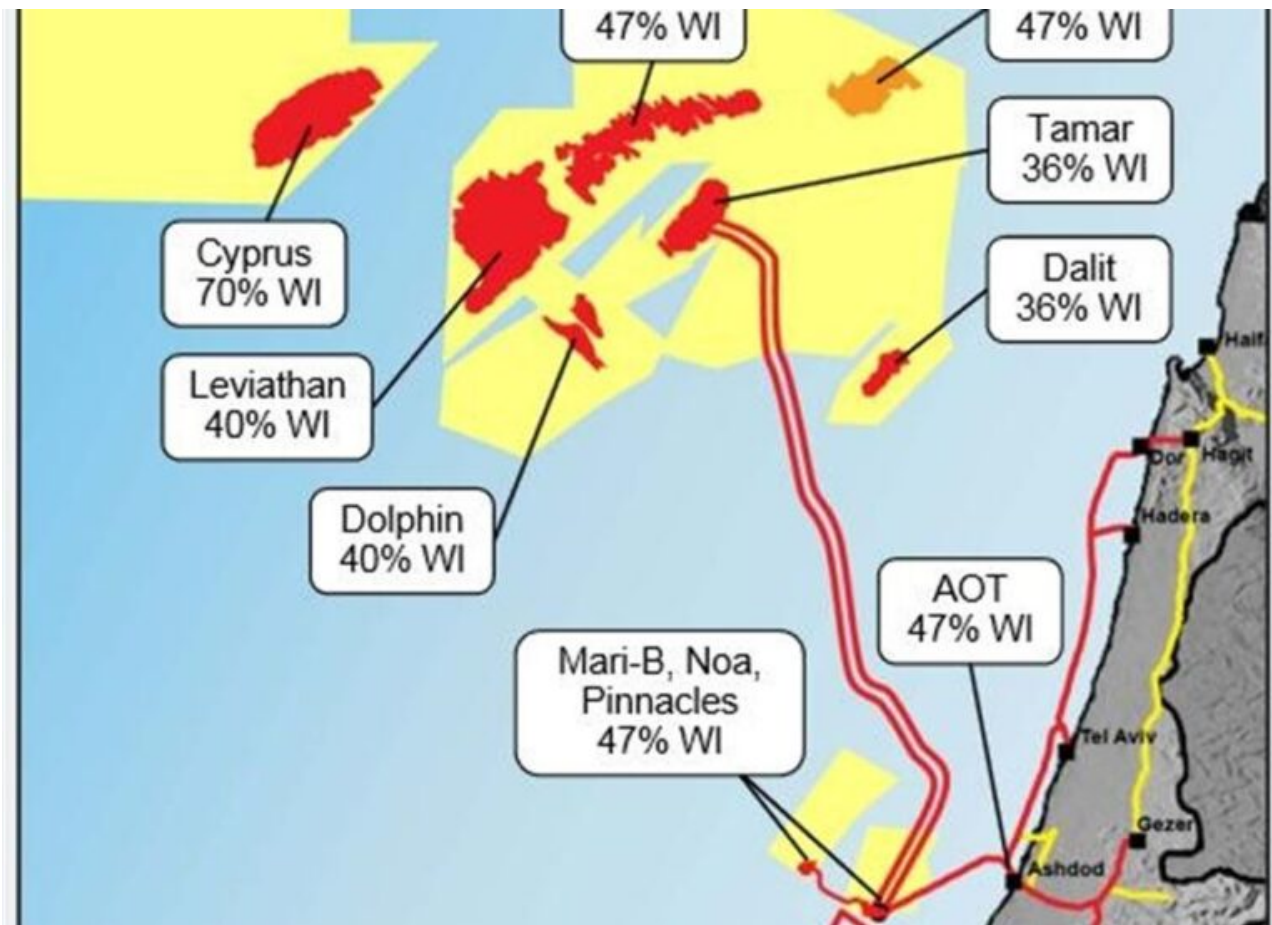 47% WI
47% WI
Tamar
36% WI
Cyprus
70% WI
Dalit
36% WI
Leviathan
40% WI
Haif
Dor
Hagit
Dolphin
40% WI
Hadera
AOT
47% WI
Mari-B, Noa,
Pinnacles
47% WI
Tel Aviv
Gezer
Ashdod